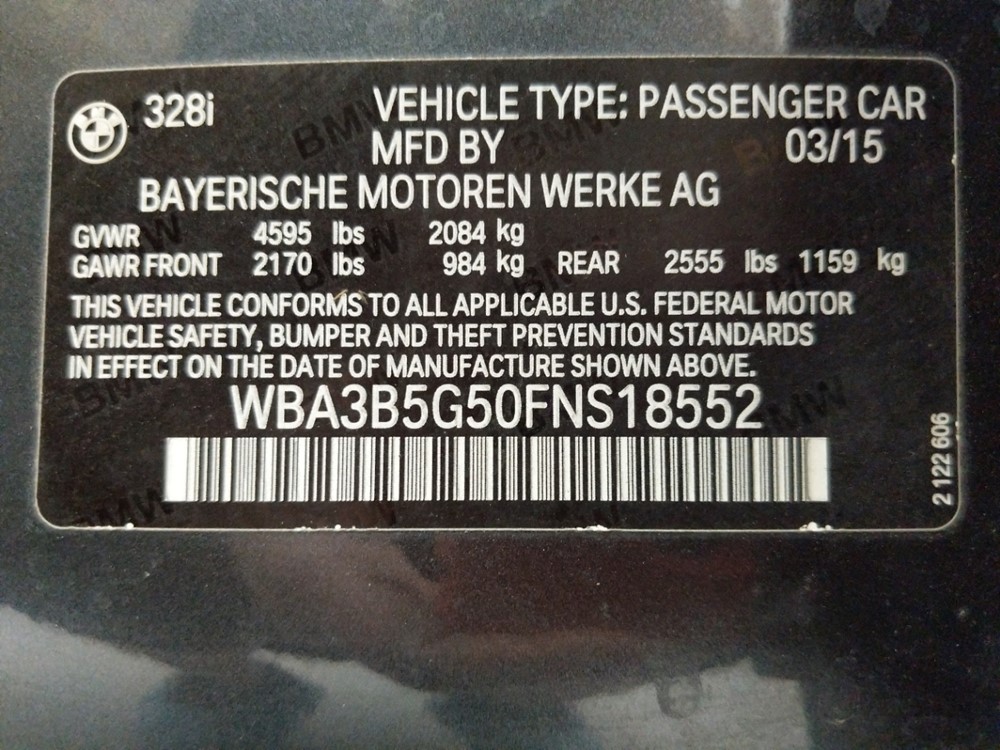 BMW 328i VEHICLE TYPE: PASSENGER CAR
MFD BY 03/15
BAYERISCHE MOTOREN WERKE AG
GVWR 4595 lbs 2084 kg
GAWR FRONT 2170 lbs 984 kg REAR 2555 lbs 1159 kg
THIS VEHICLE CONFORMS TO ALL APPLICABLE U.S. FEDERAL MOTOR
VEHICLE SAFETY, BUMPER AND THEFT PREVENTION STANDARDS
IN EFFECT ON THE DATE OF MANUFACTURE SHOWN ABOVE.
WBA3B5G50FNS18552
2 122 606